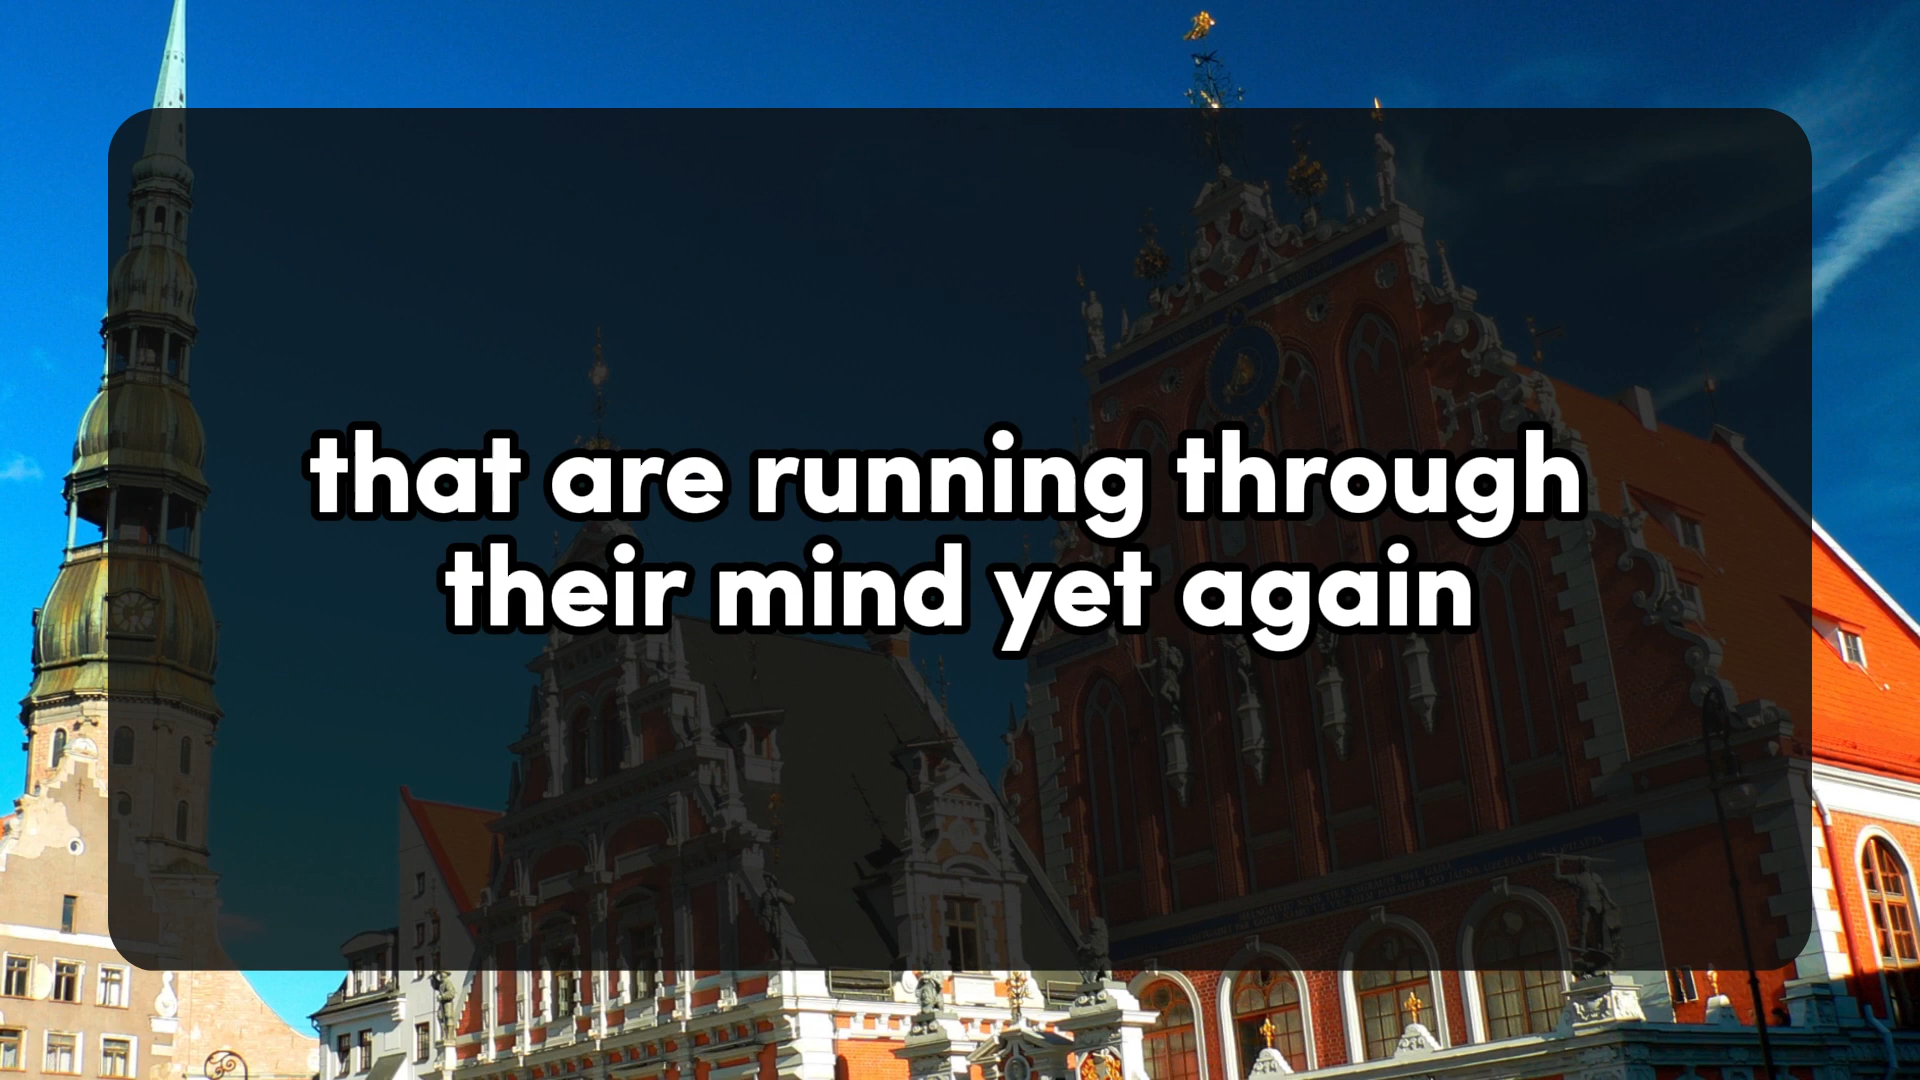 that are running through
their mind yet again